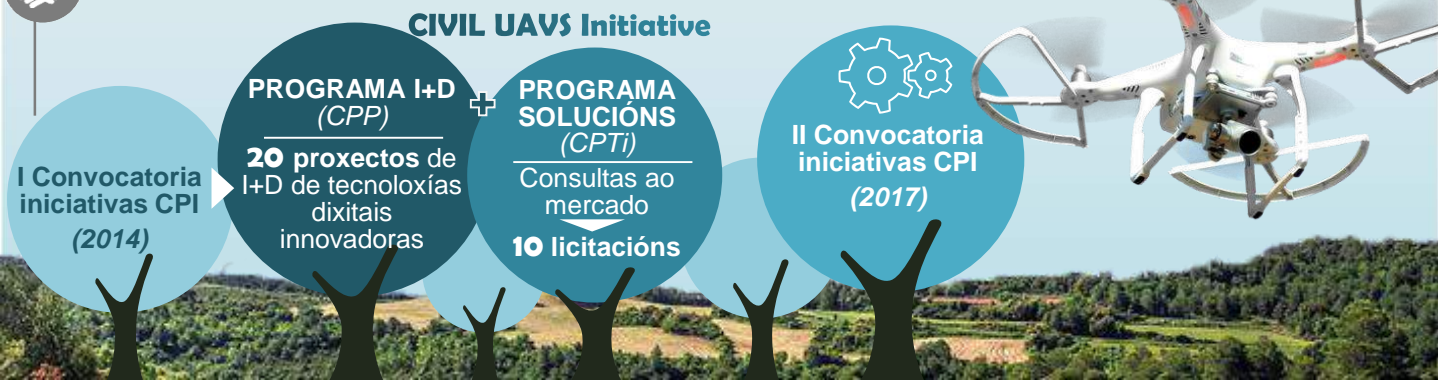 CIVIL UAVS Initiative
I Convocatoria
iniciativas CPI
(2014)
PROGRAMA I+D
(CPP)
20 proxectos de
I+D de tecnoloxías
dixitais
innovadoras
PROGRAMA
SOLUCIÓNS
(CPTi)
Consultas ao
mercado
10 licitacións
II Convocatoria
iniciativas CPI
(2017)